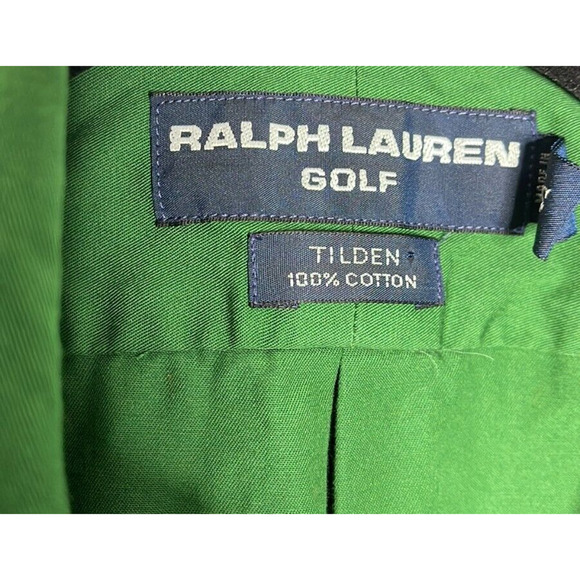 RALPH LAUREN
GOLF
TILDEN
100% COTTON